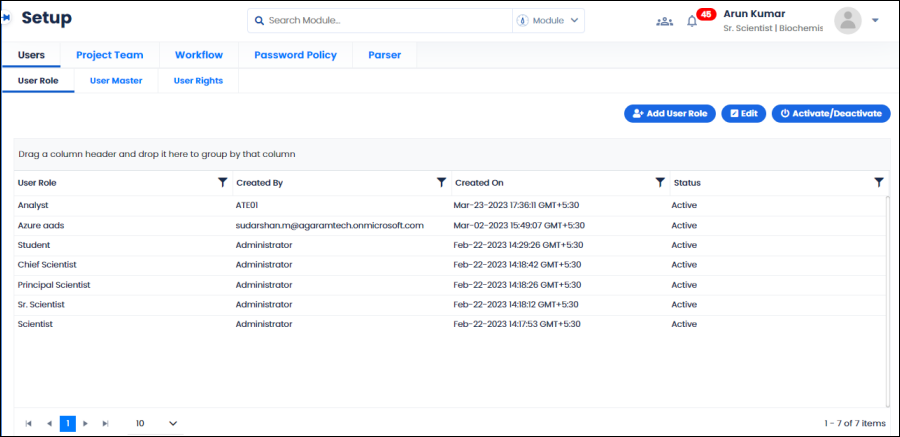 Setup
Search Module...
Module
45
Arun Kumar
Sr. Scientist | Biochemis
Users Project Team Workflow Password Policy Parser
User Role User Master User Rights
Add User Role Edit Activate/Deactivate
Drag a column header and drop it here to group by that column
User Role Created By Created On Status
Analyst ATE01 Mar-23-2023 17:36:11 GMT+5:30 Active
Azure aads sudarshan.m@agaramtech.onmicrosoft.com Mar-02-2023 15:49:07 GMT+5:30 Active
Student Administrator Feb-22-2023 14:29:26 GMT+5:30 Active
Chief Scientist Administrator Feb-22-2023 14:18:42 GMT+5:30 Active
Principal Scientist Administrator Feb-22-2023 14:18:26 GMT+5:30 Active
Sr. Scientist Administrator Feb-22-2023 14:18:12 GMT+5:30 Active
Scientist Administrator Feb-22-2023 14:17:53 GMT+5:30 Active
1 10 1 - 7 of 7 items